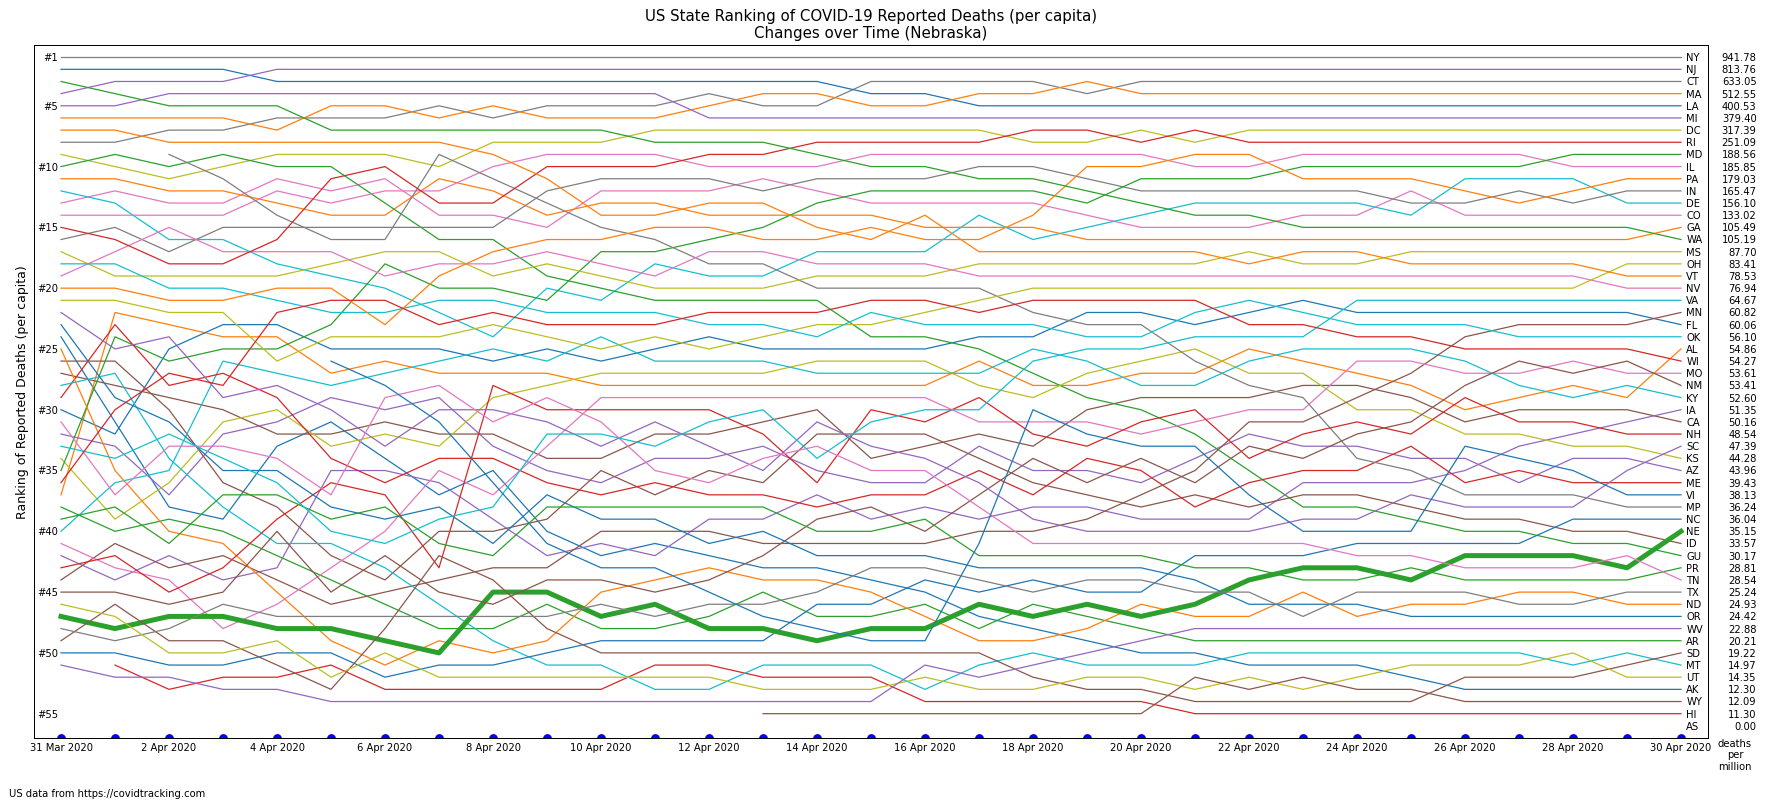 US State Ranking of COVID-19 Reported Deaths (per capita)
Changes over Time (Nebraska)
Ranking of Reported Deaths (per capita)
#1
#5
#10
#15
#20
#25
#30
#35
#40
#45
#50
#55
NY 941.78
NJ 813.76
CT 633.05
MA 512.55
LA 400.53
MI 379.40
DC 317.39
RI 251.09
MD 188.56
IL 185.85
PA 179.03
IN 165.47
DE 156.10
CO 133.02
GA 105.49
WA 105.19
MS 87.70
OH 83.41
VT 78.53
NV 76.94
VA 64.67
MN 60.82
FL 60.06
OK 56.10
AL 54.86
WI 54.27
MO 53.61
NM 53.41
KY 52.60
IA 51.35
CA 50.16
NH 48.54
SC 47.39
KS 44.28
AZ 43.96
ME 39.43
VI 38.13
MP 36.24
NC 36.04
NE 35.15
ID 33.57
GU 30.17
PR 28.81
TN 28.54
TX 25.24
ND 24.93
OR 24.42
WV 22.88
AR 20.21
SD 19.22
MT 14.97
UT 14.35
AK 12.30
WY 12.09
HI 11.30
AS 0.00
31 Mar 2020 2 Apr 2020 4 Apr 2020 6 Apr 2020 8 Apr 2020 10 Apr 2020 12 Apr 2020 14 Apr 2020 16 Apr 2020 18 Apr 2020 20 Apr 2020 22 Apr 2020 24 Apr 2020 26 Apr 2020 28 Apr 2020 30 Apr 2020
deaths
per
million
US data from https://covidtracking.com